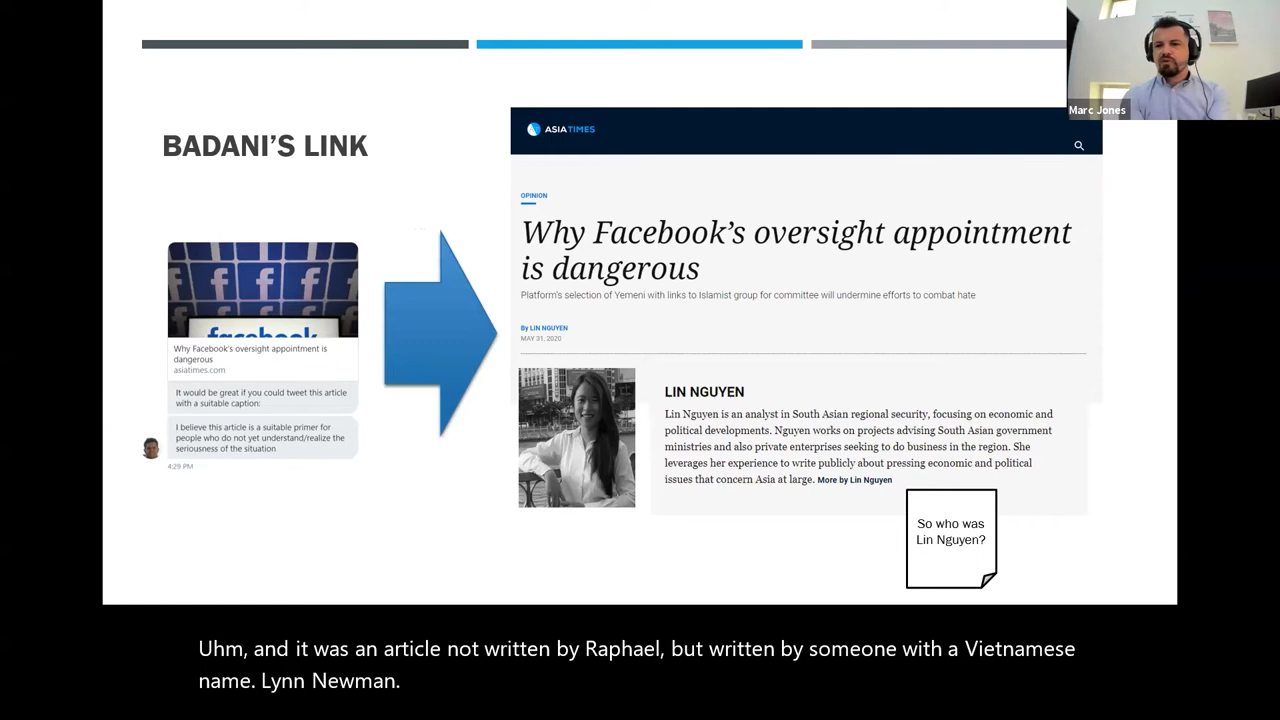 Marc Jones
BADANI'S LINK
facebook
Why Facebook's oversight appointment is
dangerous
asiatimes.com
It would be great if you could tweet this article
with a suitable caption:
I believe this article is a suitable primer for
people who do not yet understand/realize the
seriousness of the situation
4:29 PM
ASIATIMES
OPINION
Why Facebook's oversight appointment
is dangerous
Platform's selection of Yemeni with links to Islamist group for committee will undermine efforts to combat hate
By LIN NGUYEN
MAY 31, 2020
LIN NGUYEN
Lin Nguyen is an analyst in South Asian regional security, focusing on economic and
political developments. Nguyen works on projects advising South Asian government
ministries and also private enterprises seeking to do business in the region. She
leverages her experience to write publicly about pressing economic and political
issues that concern Asia at large. More by Lin Nguyen
So who was
Lin Nguyen?
Uhm, and it was an article not written by Raphael, but written by someone with a Vietnamese
name. Lynn Newman.